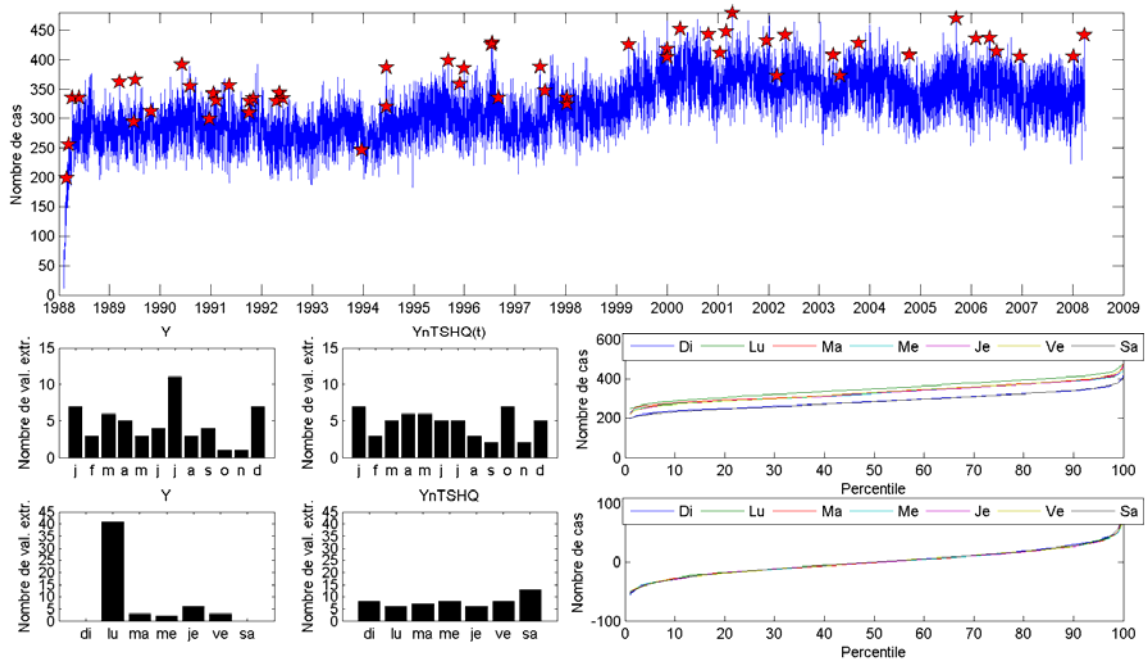 Nombre de cas
450
400
350
300
250
200
150
100
50
0
1988 1989 1990 1991 1992 1993 1994 1995 1996 1997 1998 1999 2000 2001 2002 2003 2004 2005 2006 2007 2008 2009
Y
Nombre de val. extr.
15
10
5
0
j f m a m j j a s o n d
YnTSHQ(t)
Nombre de val. extr.
15
10
5
0
j f m a m j j a s o n d
Nombre de cas
600
400
200
0
Di Lu Ma Me Je Ve Sa
0 10 20 30 40 50 60 70 80 90 100
Percentile
Y
Nombre de val. extr.
45
40
35
30
25
20
15
10
5
0
di lu ma me je ve sa
YnTSHQ
Nombre de val. extr.
45
40
35
30
25
20
15
10
5
0
di lu ma me je ve sa
Nombre de cas
100
0
-100
Di Lu Ma Me Je Ve Sa
0 10 20 30 40 50 60 70 80 90 100
Percentile